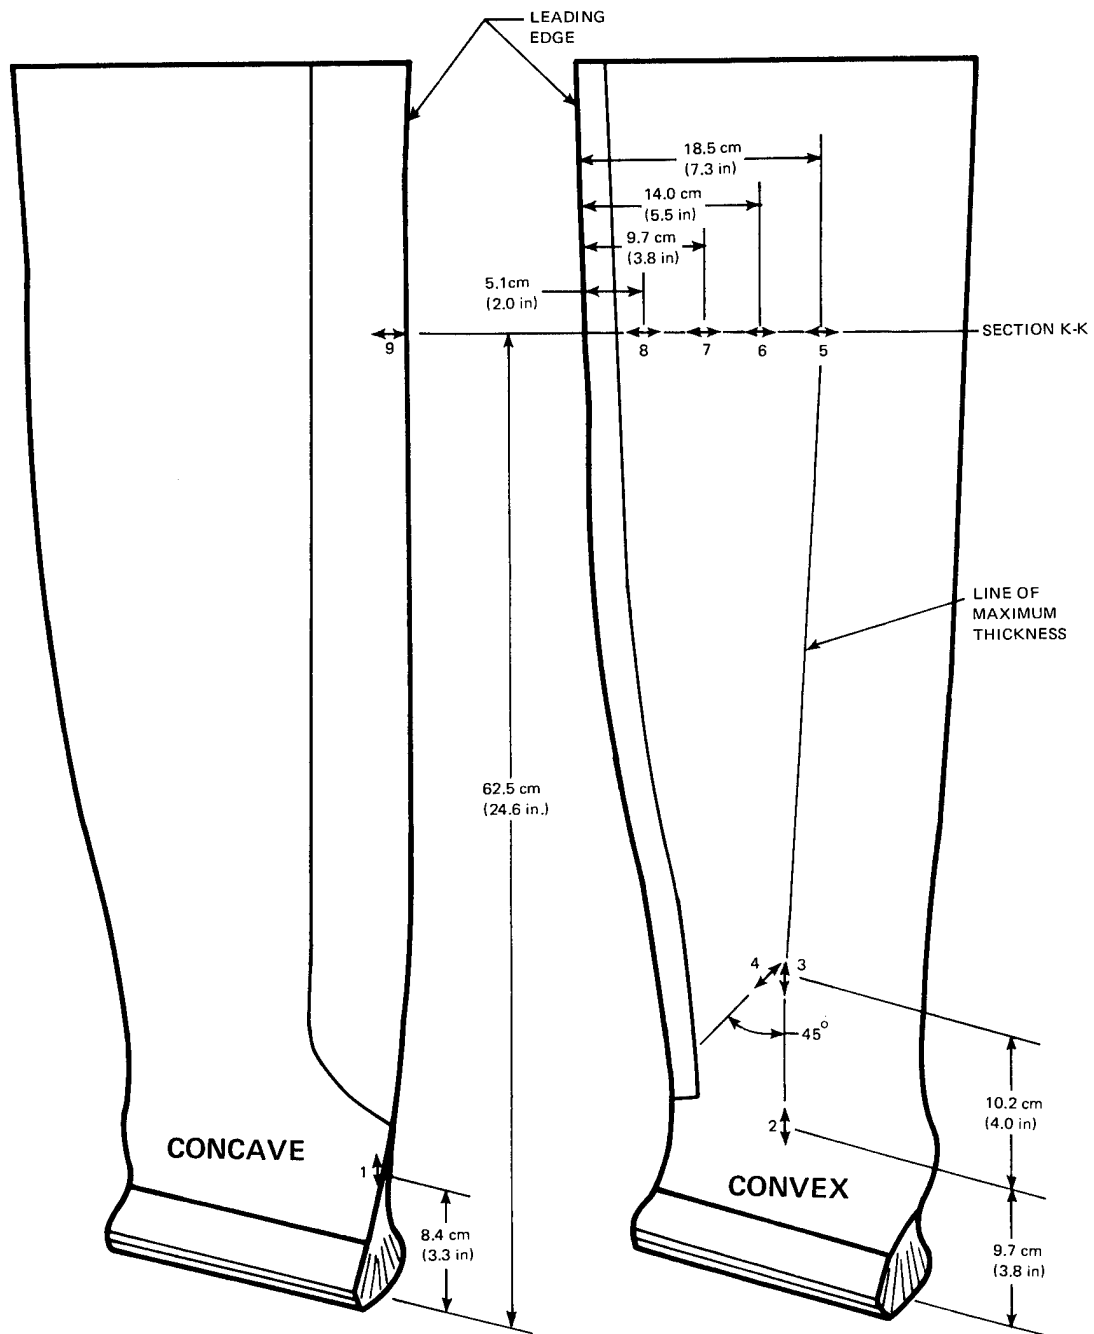 LEADING
EDGE
18.5 cm
(7.3 in)
14.0 cm
(5.5 in)
9.7 cm
(3.8 in)
5.1cm
(2.0 in)
SECTION K-K
9
8
7
6
5
LINE OF
MAXIMUM
THICKNESS
62.5 cm
(24.6 in.)
4
3
45°
10.2 cm
(4.0 in)
2
CONCAVE
1
CONVEX
8.4 cm
(3.3 in)
9.7 cm
(3.8 in)